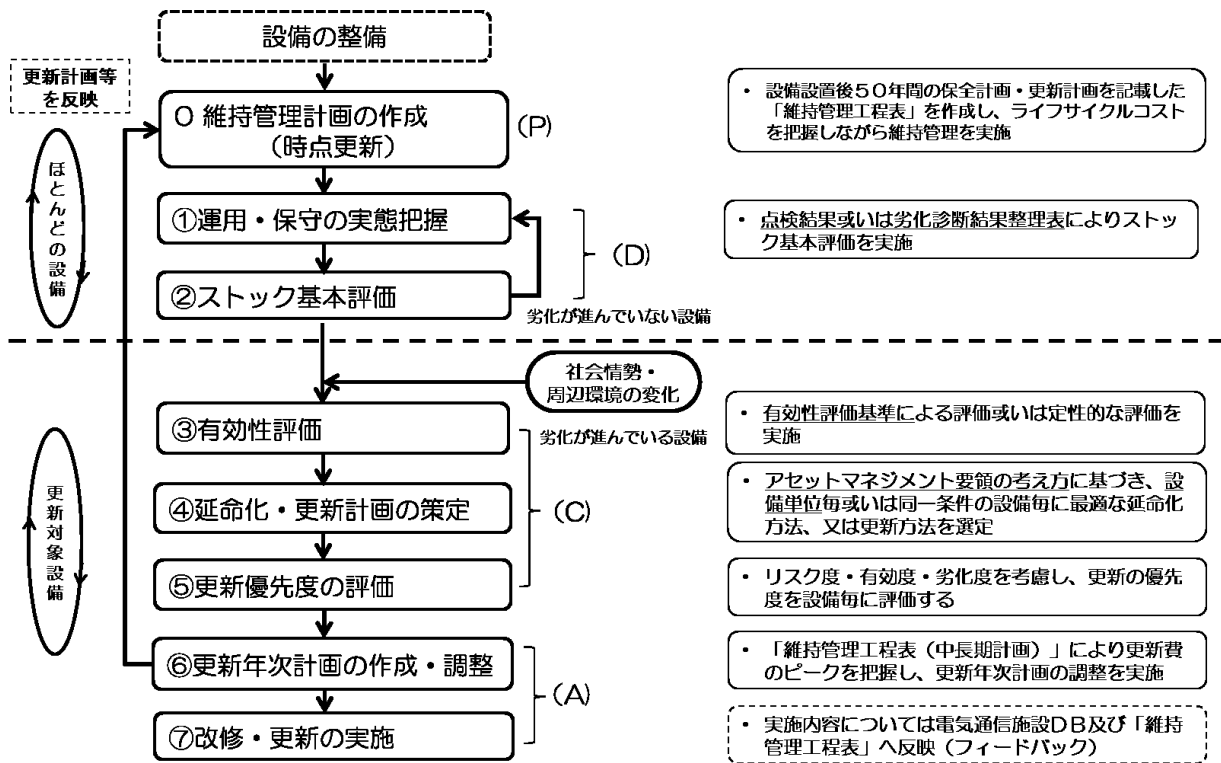 設備の整備
更新計画等
を反映
0 維持管理計画の作成
（時点更新）
(P)
・ 設備設置後５０年間の保全計画・更新計画を記載した
「維持管理工程表」を作成し、ライフサイクルコスト
を把握しながら維持管理を実施
ほとんどの設備
①運用・保守の実態把握
(D)
・ 点検結果或いは劣化診断結果整理表によりストッ
ク基本評価を実施
②ストック基本評価
劣化が進んでいない設備
社会情勢・
周辺環境の変化
③有効性評価
劣化が進んでいる設備
・ 有効性評価基準による評価或いは定性的な評価を
実施
更新対象設備
④延命化・更新計画の策定
(C)
・ アセットマネジメント要領の考え方に基づき、設
備単位毎或いは同一条件の設備毎に最適な延命化
方法、又は更新方法を選定
⑤更新優先度の評価
・ リスク度・有効度・劣化度を考慮し、更新の優先
度を設備毎に評価する
⑥更新年次計画の作成・調整
(A)
・ 「維持管理工程表（中長期計画）」により更新費
のピークを把握し、更新年次計画の調整を実施
⑦改修・更新の実施
・ 実施内容については電気通信施設ＤＢ及び「維持
管理工程表」へ反映（フィードバック）